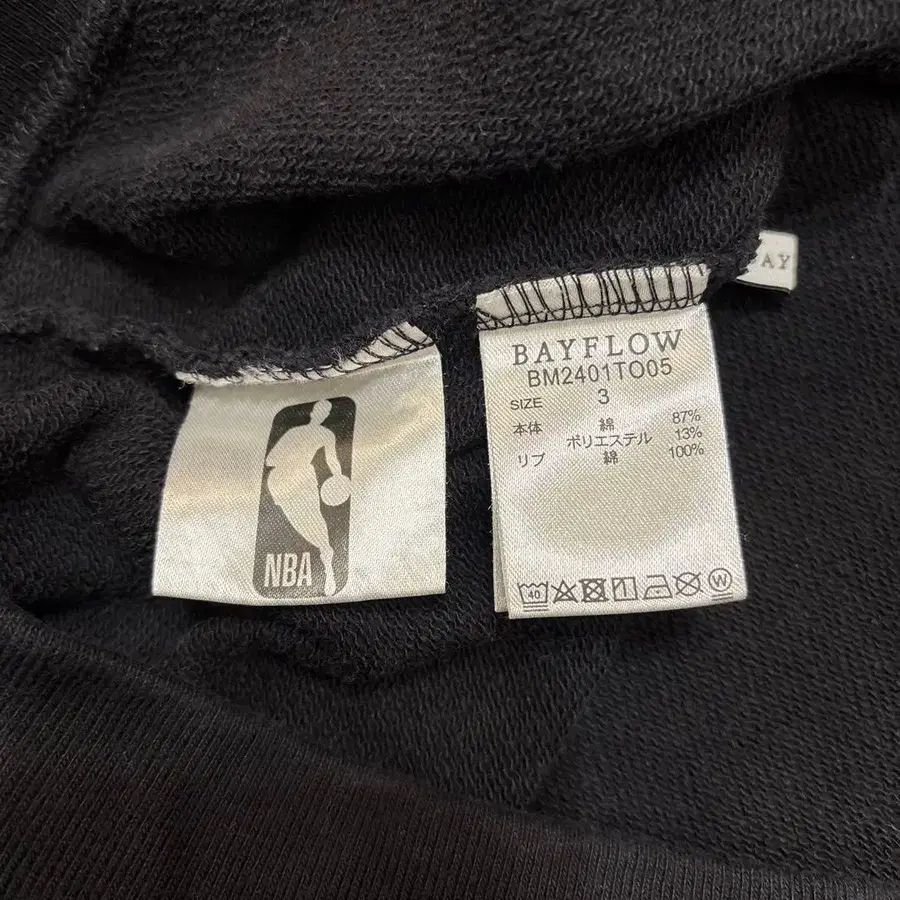 NBA
BAYFLOW
BM2401TO05
SIZE 3
本体 綿 87%
ポリエステル 13%
リブ 綿 100%
40
W
AY